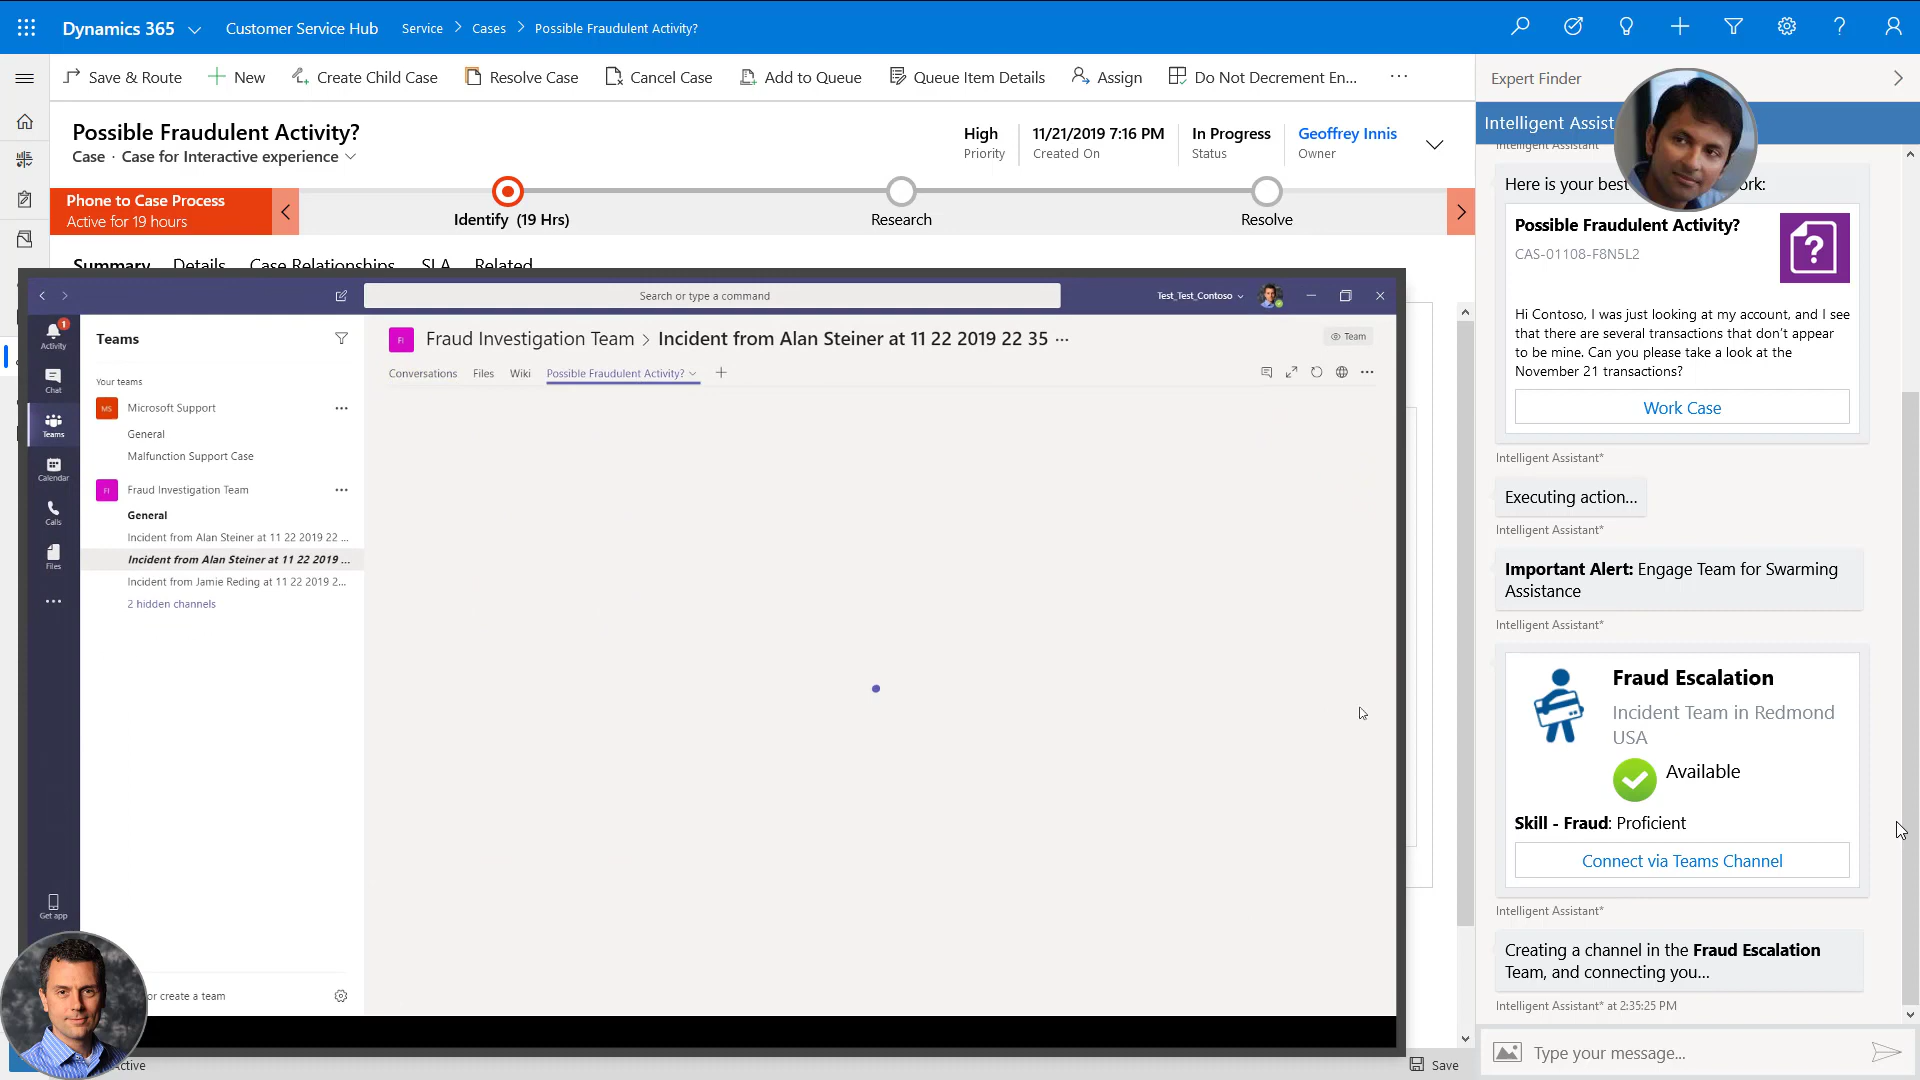 Dynamics 365
Customer Service Hub
Service
Cases
Possible Fraudulent Activity?
Save & Route
New
Create Child Case
Resolve Case
Cancel Case
Add to Queue
Queue Item Details
Assign
Do Not Decrement En...
Possible Fraudulent Activity?
Case · Case for Interactive experience
High
Priority
11/21/2019 7:16 PM
Created On
In Progress
Status
Geoffrey Innis
Owner
Phone to Case Process
Active for 19 hours
Identify (19 Hrs)
Research
Resolve
Summary
Details
Case Relationships
SLA
Related
Search or type a command
Test_Test_Contoso
Activity
1
Chat
Teams
Calendar
Calls
Files
Get app
Teams
Your teams
MS
Microsoft Support
General
Malfunction Support Case
FI
Fraud Investigation Team
General
Incident from Alan Steiner at 11 22 2019 22 ...
Incident from Alan Steiner at 11 22 2019 ...
Incident from Jamie Reding at 11 22 2019 2...
2 hidden channels
or create a team
FI
Fraud Investigation Team > Incident from Alan Steiner at 11 22 2019 22 35 ...
Team
Conversations
Files
Wiki
Possible Fraudulent Activity?
Save
Expert Finder
Intelligent Assist
Intelligent Assistant
Here is your best
ork:
Possible Fraudulent Activity?
CAS-01108-F8N5L2
Hi Contoso, I was just looking at my account, and I see
that there are several transactions that don't appear
to be mine. Can you please take a look at the
November 21 transactions?
Work Case
Intelligent Assistant*
Executing action...
Intelligent Assistant*
Important Alert: Engage Team for Swarming
Assistance
Intelligent Assistant*
Fraud Escalation
Incident Team in Redmond
USA
Available
Skill - Fraud: Proficient
Connect via Teams Channel
Intelligent Assistant*
Creating a channel in the Fraud Escalation
Team, and connecting you...
Intelligent Assistant* at 2:35:25 PM
Type your message...